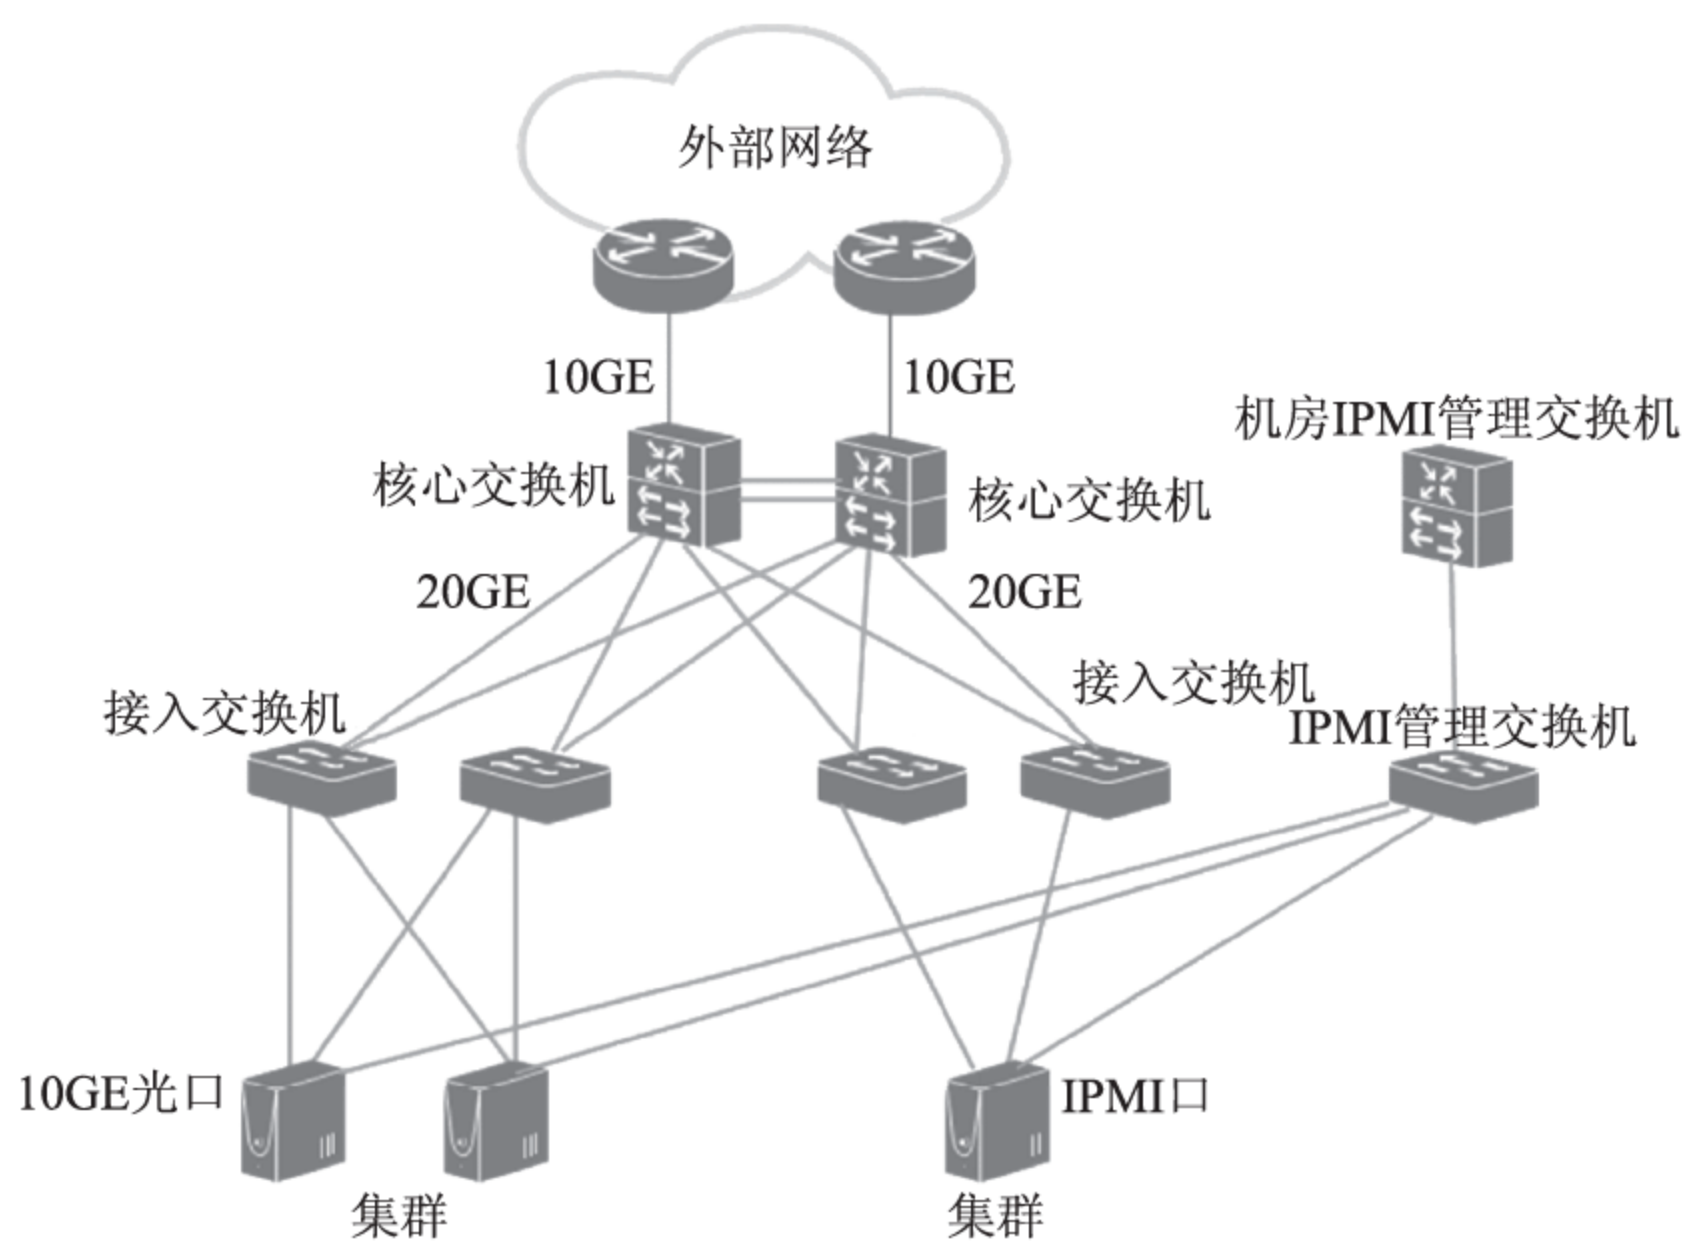 外部网络
10GE
10GE
机房IPMI管理交换机
核心交换机
核心交换机
20GE
20GE
接入交换机
接入交换机
IPMI管理交换机
10GE光口
IPMI口
集群
集群